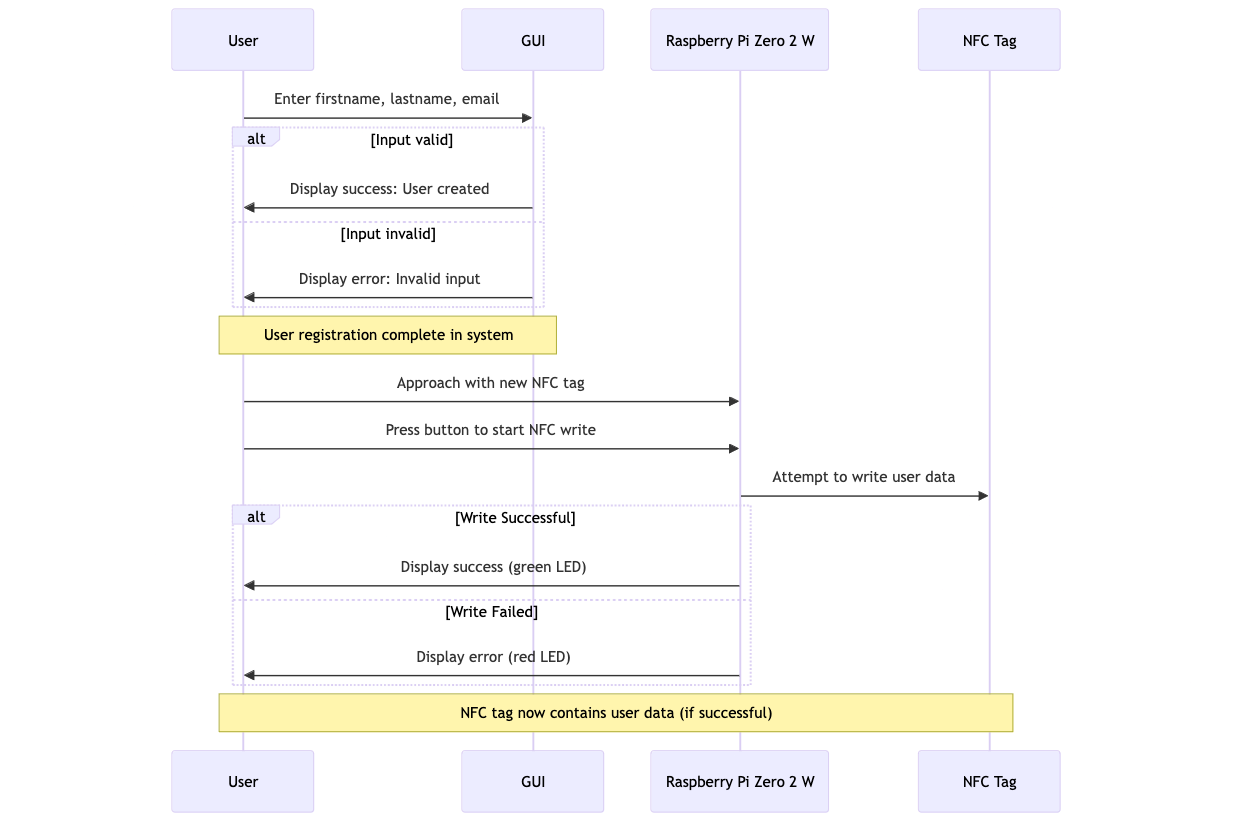 User
GUI
Raspberry Pi Zero 2 W
NFC Tag
Enter firstname, lastname, email
alt
[Input valid]
Display success: User created
[Input invalid]
Display error: Invalid input
User registration complete in system
Approach with new NFC tag
Press button to start NFC write
Attempt to write user data
alt
[Write Successful]
Display success (green LED)
[Write Failed]
Display error (red LED)
NFC tag now contains user data (if successful)
User
GUI
Raspberry Pi Zero 2 W
NFC Tag